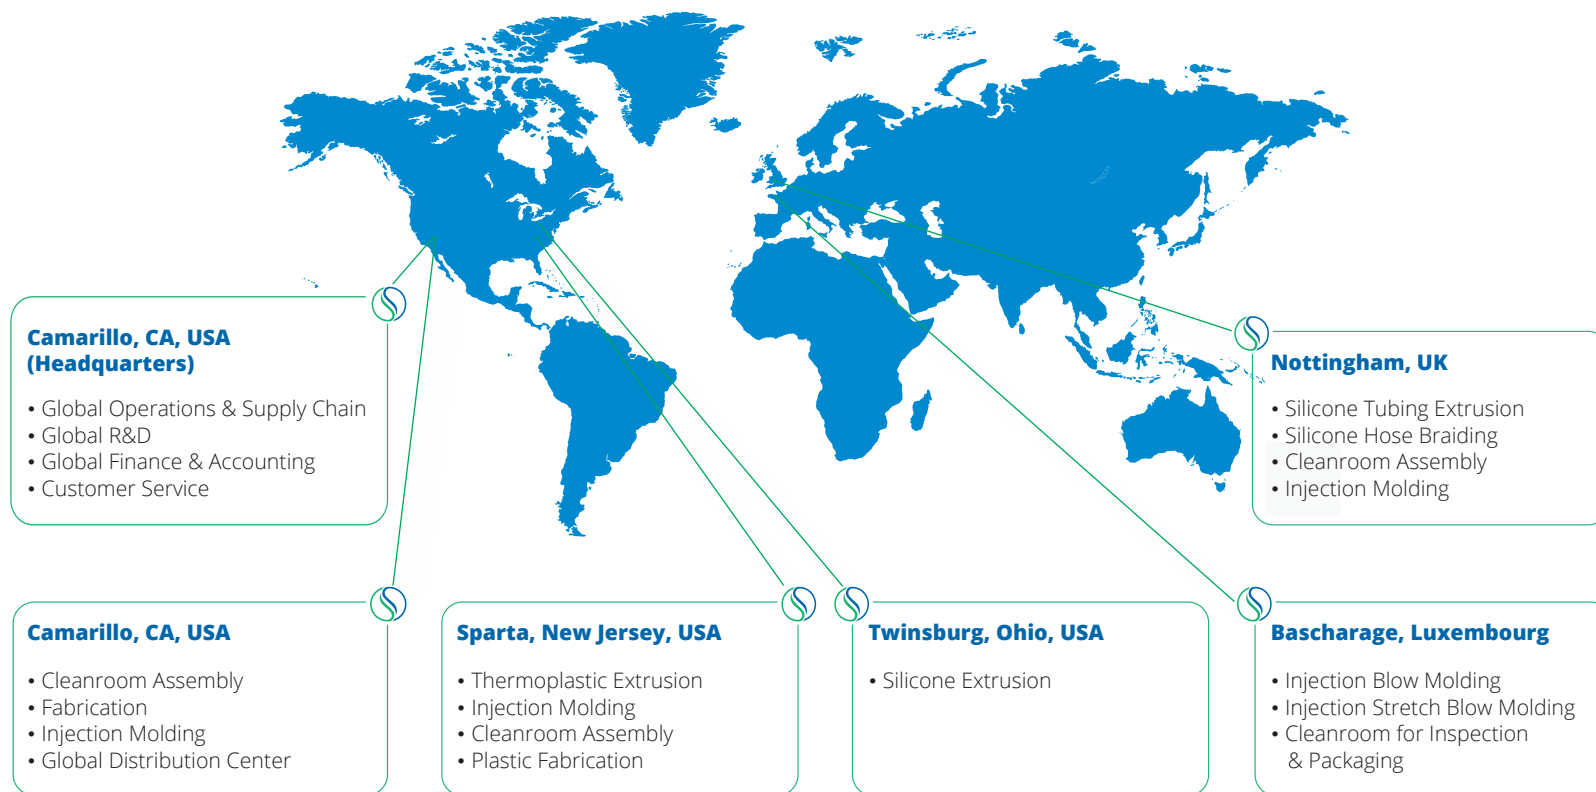 Camarillo, CA, USA
(Headquarters)
• Global Operations & Supply Chain
• Global R&D
• Global Finance & Accounting
• Customer Service
Nottingham, UK
• Silicone Tubing Extrusion
• Silicone Hose Braiding
• Cleanroom Assembly
• Injection Molding
Camarillo, CA, USA
• Cleanroom Assembly
• Fabrication
• Injection Molding
• Global Distribution Center
Sparta, New Jersey, USA
• Thermoplastic Extrusion
• Injection Molding
• Cleanroom Assembly
• Plastic Fabrication
Twinsburg, Ohio, USA
• Silicone Extrusion
Bascharage, Luxembourg
• Injection Blow Molding
• Injection Stretch Blow Molding
• Cleanroom for Inspection
& Packaging